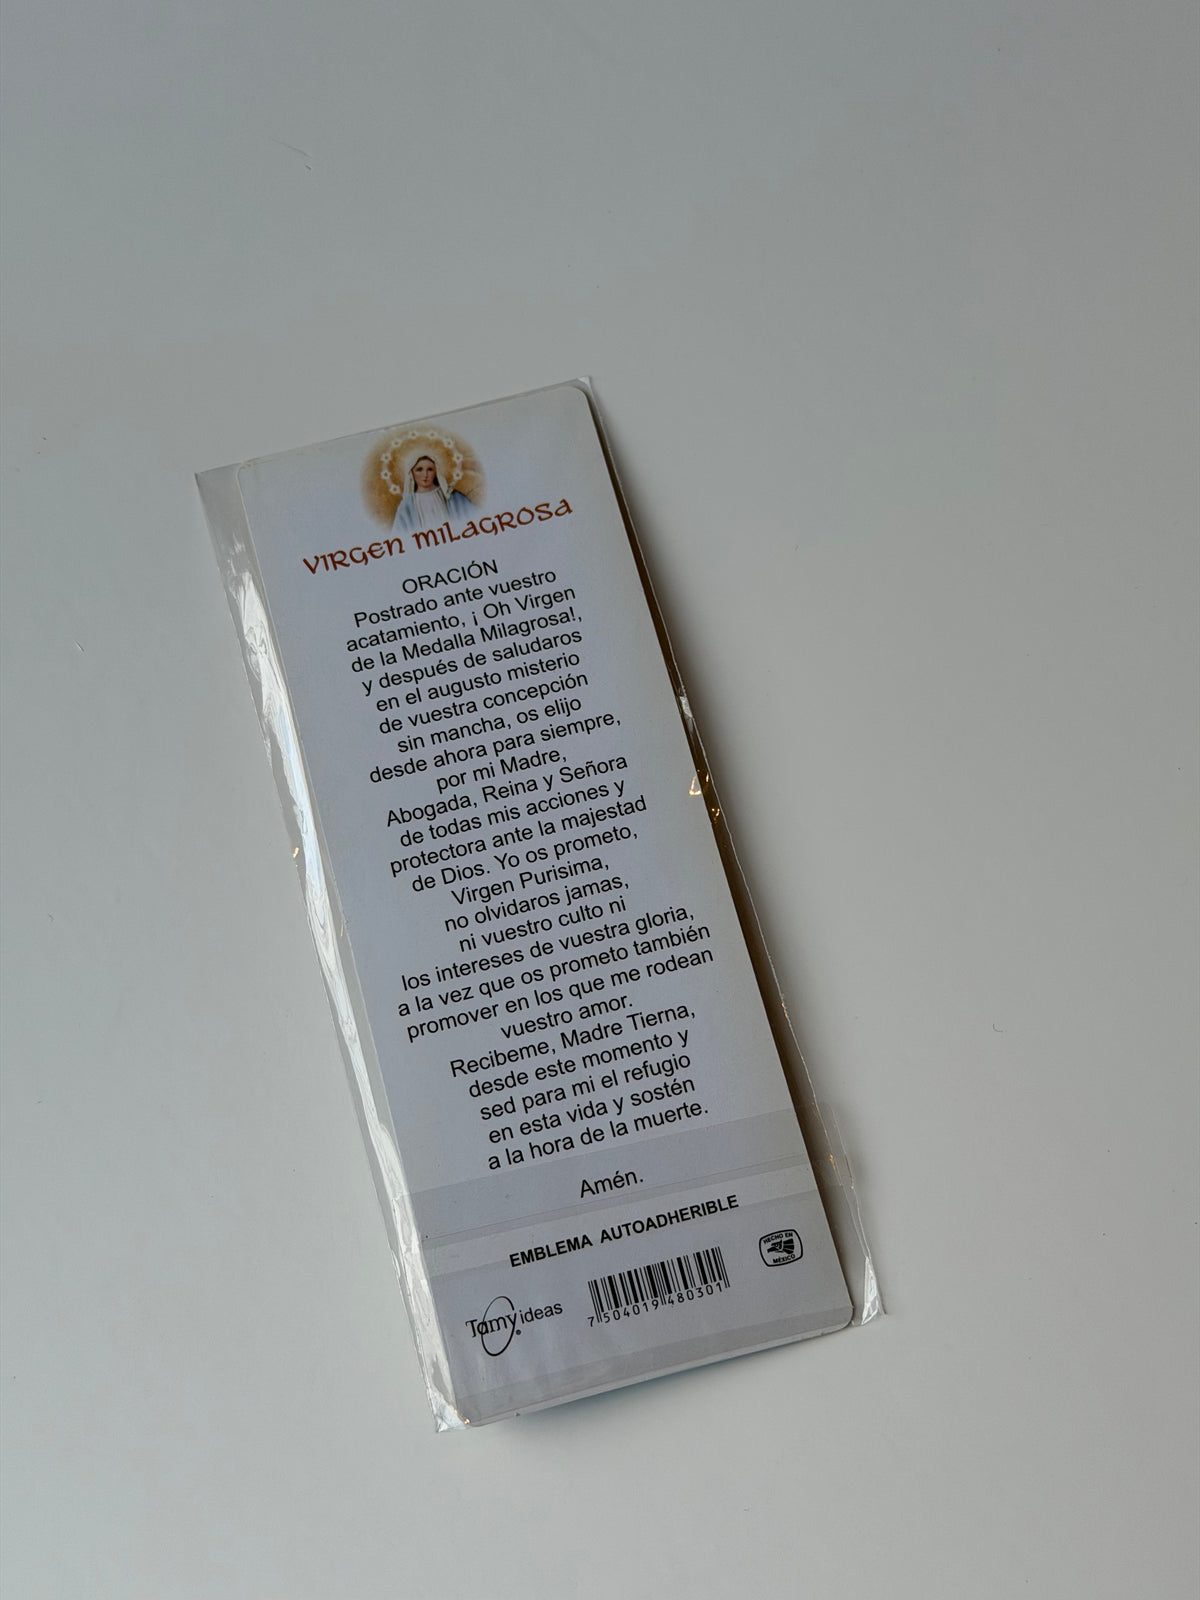 VIRGEN MILAGROSA
ORACIÓN
Postrado ante vuestro
acatamiento, ¡ Oh Virgen
de la Medalla Milagrosa!,
y después de saludaros
en el augusto misterio
de vuestra concepción
sin mancha, os elijo
desde ahora para siempre,
por mi Madre,
Abogada, Reina y Señora
de todas mis acciones y
protectora ante la majestad
de Dios. Yo os prometo,
Virgen Purisima,
no olvidaros jamas,
ni vuestro culto ni
los intereses de vuestra gloria,
a la vez que os prometo también
promover en los que me rodean
vuestro amor.
Recibeme, Madre Tierna,
desde este momento y
sed para mi el refugio
en esta vida y sostén
a la hora de la muerte.
Amén.
EMBLEMA AUTOADHERIBLE
HECHO EN
MÉXICO
Tamy ideas
7 504019 480301